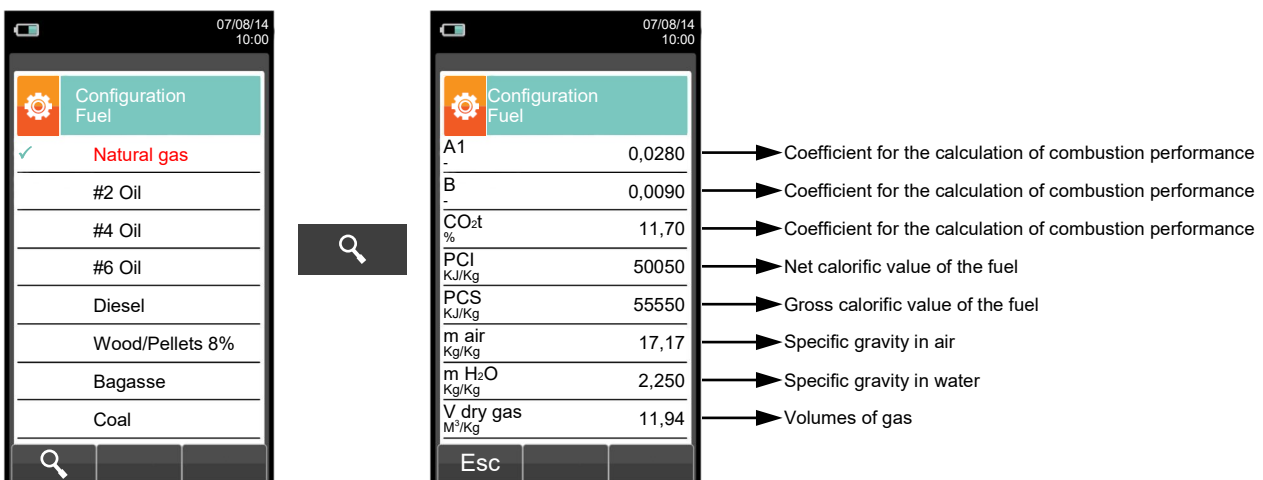 07/08/14
10:00
Configuration
Fuel
✓ Natural gas
#2 Oil
#4 Oil
#6 Oil
Diesel
Wood/Pellets 8%
Bagasse
Coal
07/08/14
10:00
Configuration
Fuel
A1
-
0,0280 Coefficient for the calculation of combustion performance
B
-
0,0090 Coefficient for the calculation of combustion performance
CO₂t
%
11,70 Coefficient for the calculation of combustion performance
PCI
KJ/Kg
50050 Net calorific value of the fuel
PCS
KJ/Kg
55550 Gross calorific value of the fuel
m air
Kg/Kg
17,17 Specific gravity in air
m H₂O
Kg/Kg
2,250 Specific gravity in water
V dry gas
M³/Kg
11,94 Volumes of gas
Esc